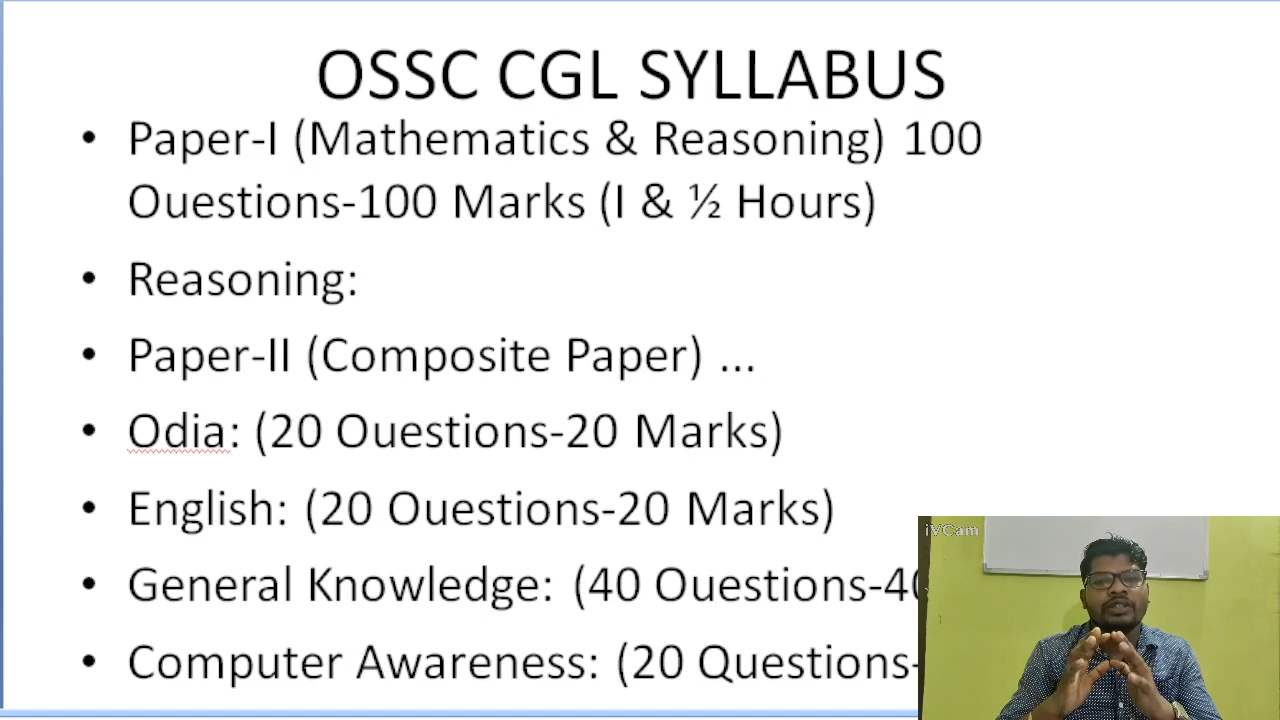 OSSC CGL SYLLABUS
• Paper-I (Mathematics & Reasoning) 100
Ouestions-100 Marks (I & ½ Hours)
• Reasoning:
• Paper-II (Composite Paper) ...
• Odia: (20 Ouestions-20 Marks)
• English: (20 Ouestions-20 Marks)
• General Knowledge: (40 Ouestions-40
• Computer Awareness: (20 Questions-
iVCam